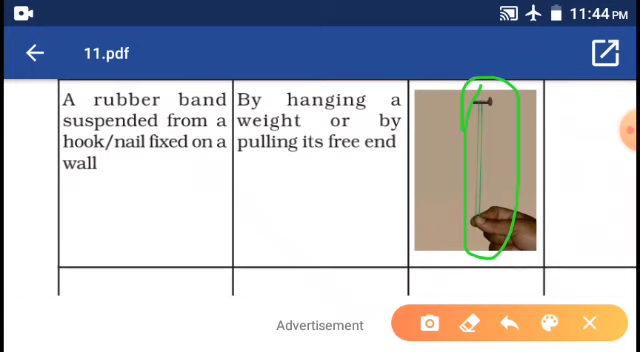 11:44 PM
11.pdf
A rubber band
suspended from a
hook/nail fixed on a
wall
By hanging a
weight or by
pulling its free end
Advertisement